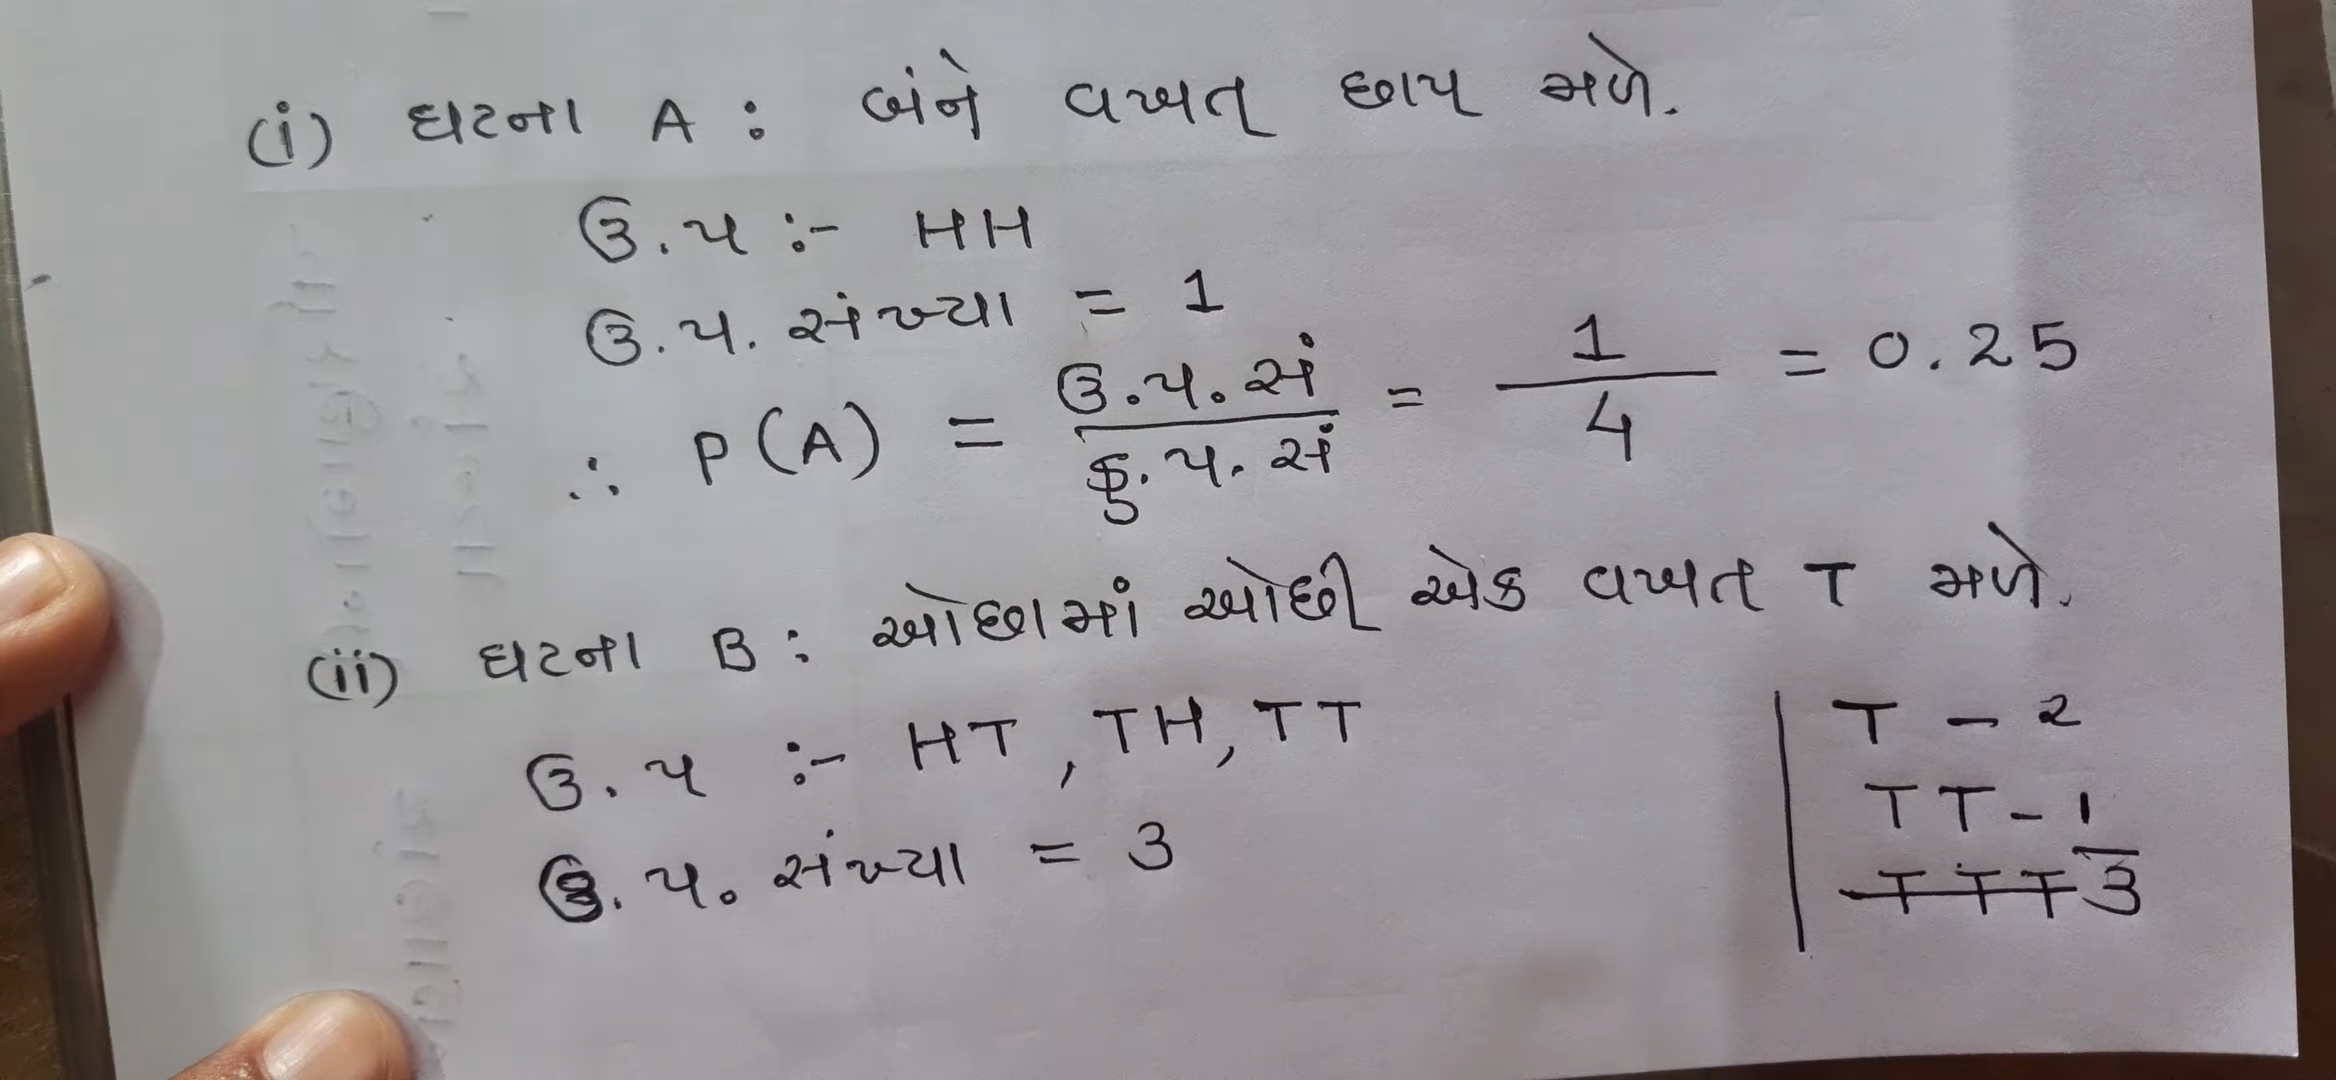 (i) ઘટના A : બંને વખત છાપ મળે.
ઉ.પ :- HH
ઉ.પ. સંખ્યા = 1
∴ P(A) = ઉ.પ.સં / કુ.પ.સં = 1/4 = 0.25
(ii) ઘટના B : ઓછામાં ઓછી એક વખત T મળે.
ઉ.પ :- HT, TH, TT
ઉ.પ. સંખ્યા = 3
T - 2
TT - 1
TTT 3